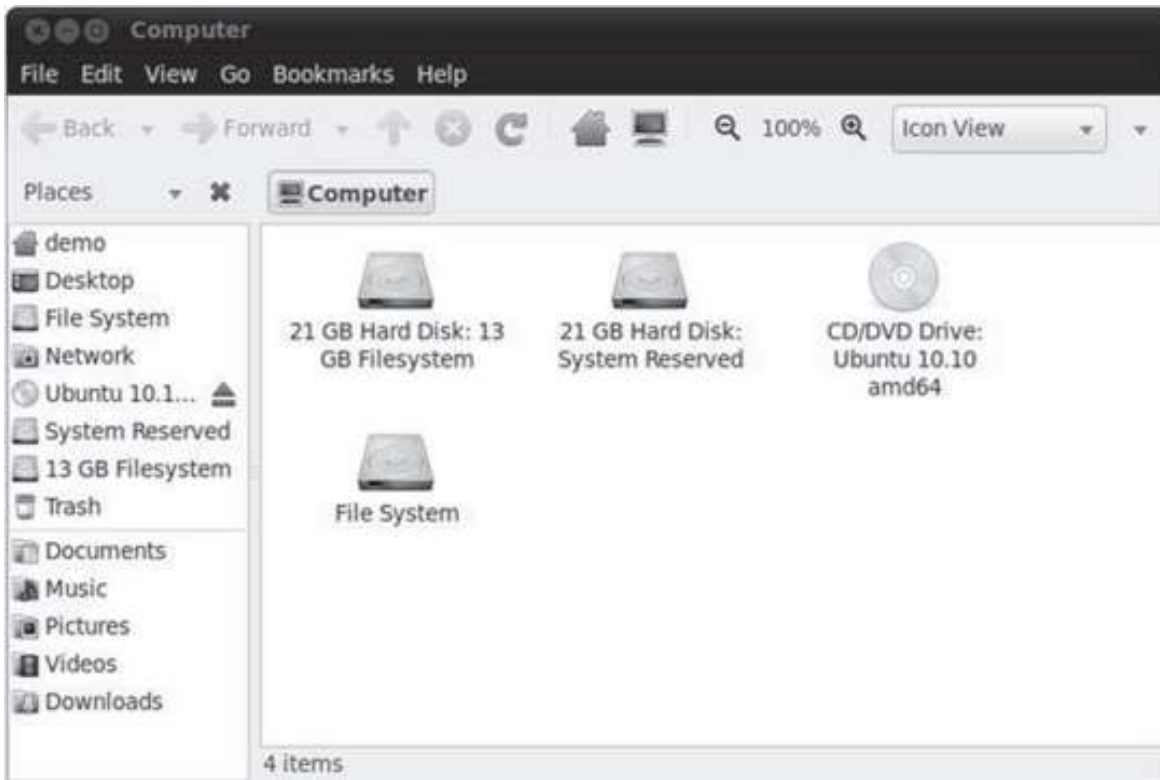 Computer
File Edit View Go Bookmarks Help
Back Forward 100% Icon View
Places Computer
demo
Desktop
File System
Network
Ubuntu 10.1...
System Reserved
13 GB Filesystem
Trash
Documents
Music
Pictures
Videos
Downloads
21 GB Hard Disk: 13
GB Filesystem
21 GB Hard Disk:
System Reserved
CD/DVD Drive:
Ubuntu 10.10
amd64
File System
4 items